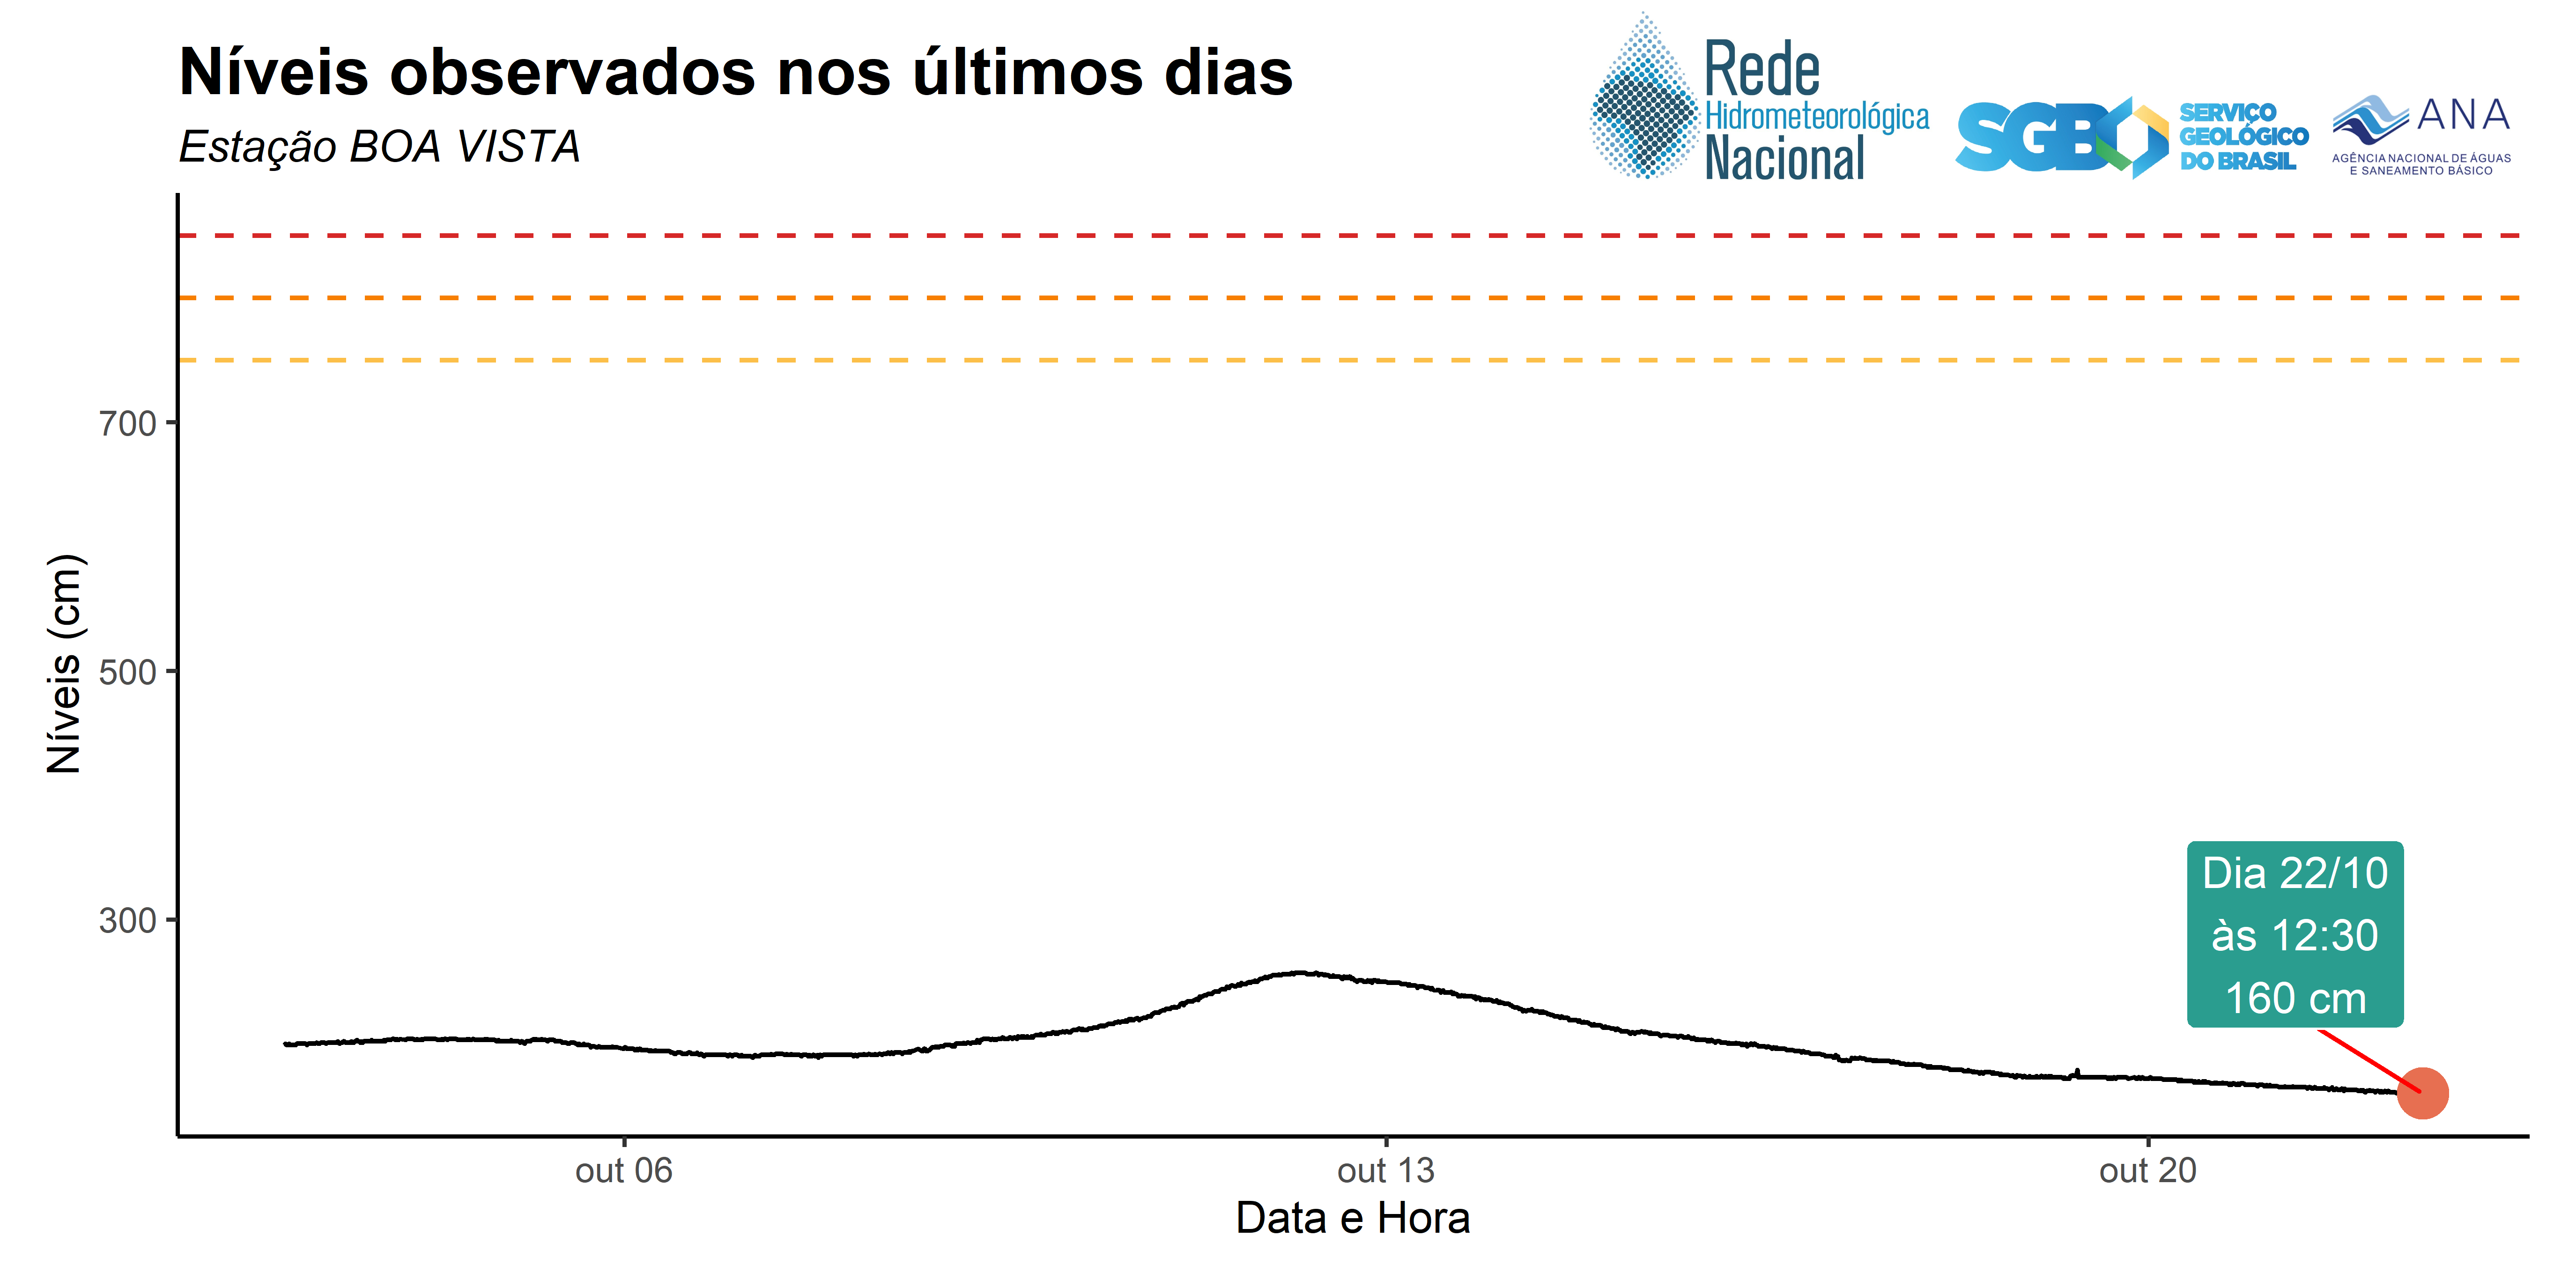 Níveis observados nos últimos dias
Estação BOA VISTA
Rede
Hidrometeorológica
Nacional
SGB
SERVIÇO
GEOLÓGICO
DO BRASIL
ANA
AGÊNCIA NACIONAL DE ÁGUAS
E SANEAMENTO BÁSICO
Níveis (cm)
700
500
300
Dia 22/10
às 12:30
160 cm
out 06
out 13
out 20
Data e Hora